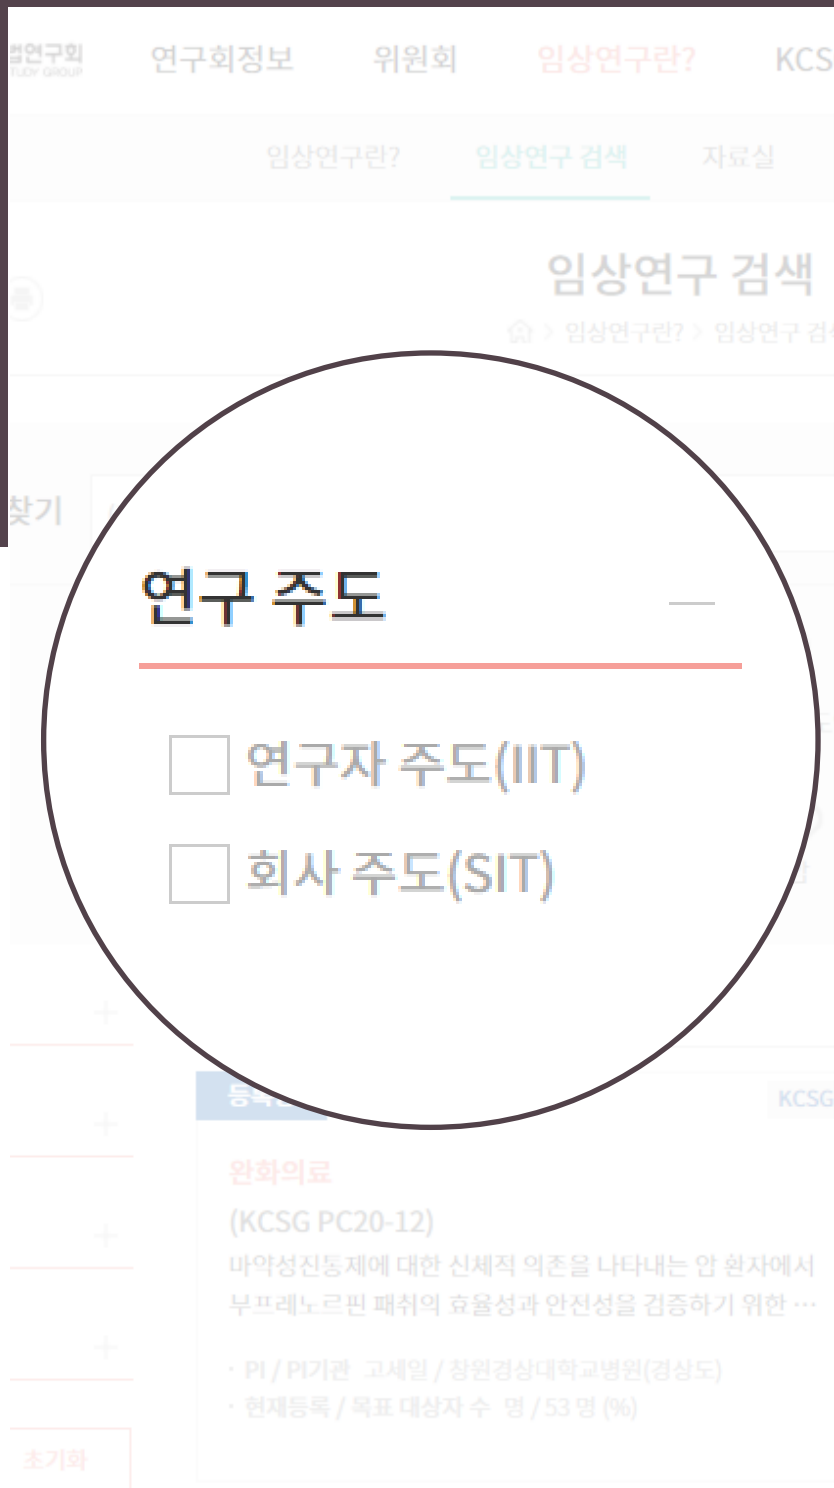 법연구회
TUDY GROUP
연구회정보 위원회 임상연구란? KCS
임상연구란? 임상연구 검색 자료실
임상연구 검색
임상연구란? 임상연구 검색
찾기
연구 주도
연구자 주도(IIT)
회사 주도(SIT)
KCSG
완화의료
(KCSG PC20-12)
마약성진통제에 대한 신체적 의존을 나타내는 암 환자에서
부프레노르핀 패취의 효율성과 안전성을 검증하기 위한 ···
· PI / PI기관 고세일 / 창원경상대학교병원(경상도)
· 현재등록 / 목표 대상자 수 명 / 53 명 (%)
초기화